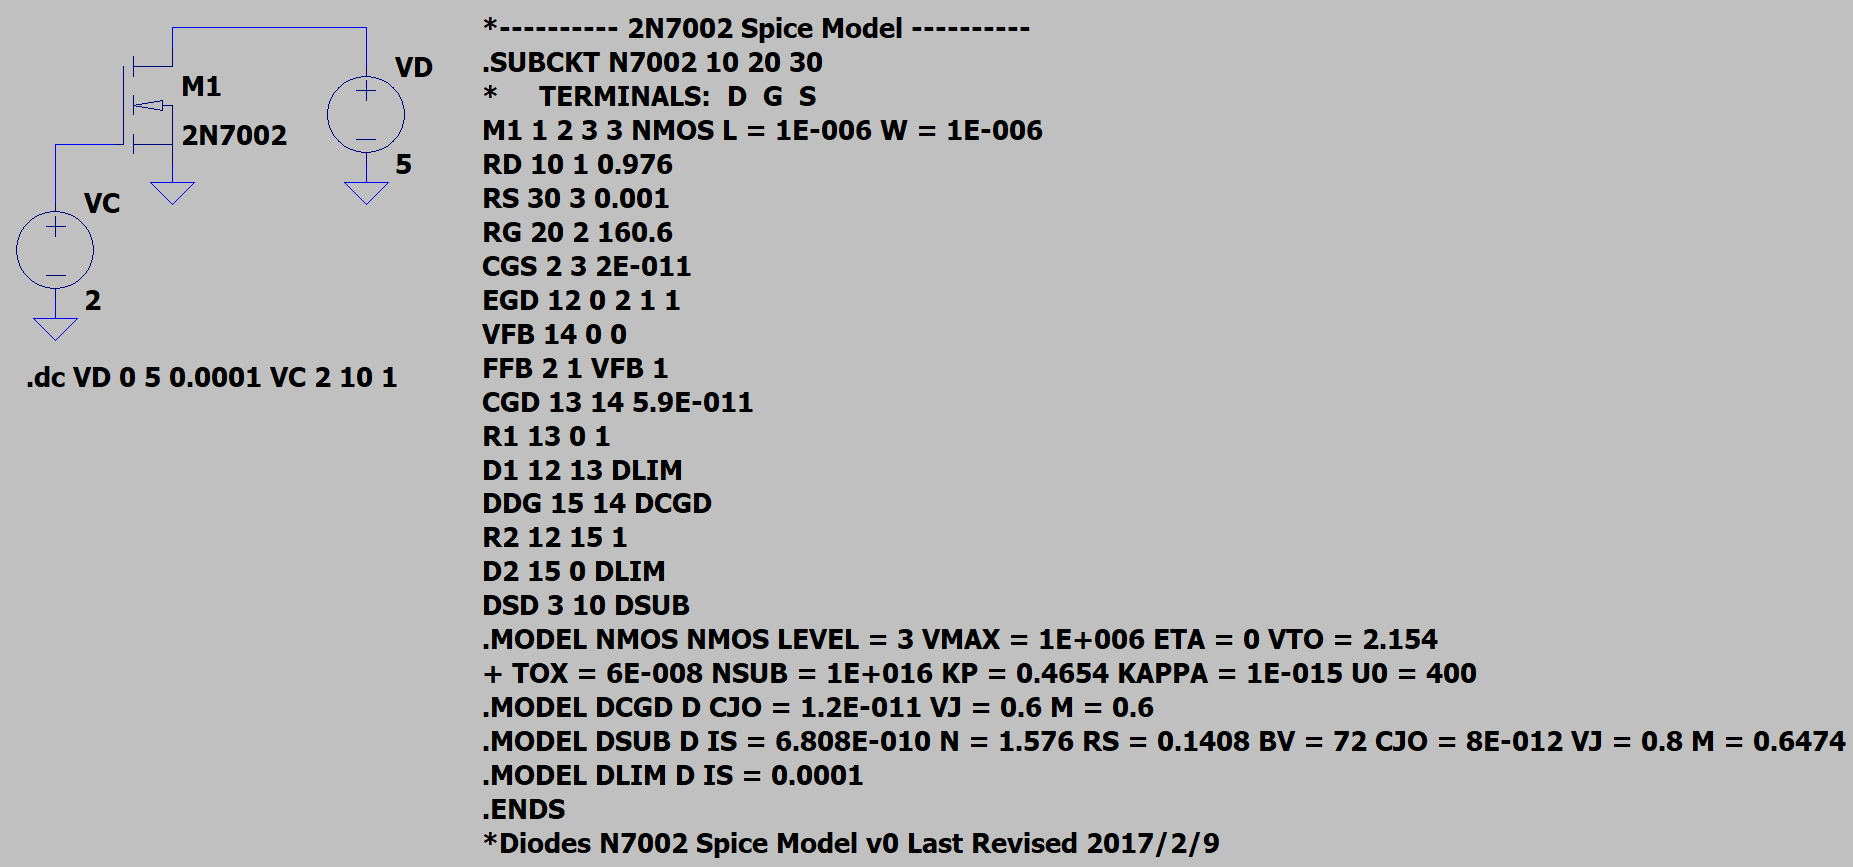 VD
M1
2N7002
5
VC
2
.dc VD 0 5 0.0001 VC 2 10 1
*---------- 2N7002 Spice Model ----------
.SUBCKT N7002 10 20 30
* TERMINALS: D G S
M1 1 2 3 3 NMOS L = 1E-006 W = 1E-006
RD 10 1 0.976
RS 30 3 0.001
RG 20 2 160.6
CGS 2 3 2E-011
EGD 12 0 2 1 1
VFB 14 0 0
FFB 2 1 VFB 1
CGD 13 14 5.9E-011
R1 13 0 1
D1 12 13 DLIM
DDG 15 14 DCGD
R2 12 15 1
D2 15 0 DLIM
DSD 3 10 DSUB
.MODEL NMOS NMOS LEVEL = 3 VMAX = 1E+006 ETA = 0 VTO = 2.154
+ TOX = 6E-008 NSUB = 1E+016 KP = 0.4654 KAPPA = 1E-015 U0 = 400
.MODEL DCGD D CJO = 1.2E-011 VJ = 0.6 M = 0.6
.MODEL DSUB D IS = 6.808E-010 N = 1.576 RS = 0.1408 BV = 72 CJO = 8E-012 VJ = 0.8 M = 0.6474
.MODEL DLIM D IS = 0.0001
.ENDS
*Diodes N7002 Spice Model v0 Last Revised 2017/2/9